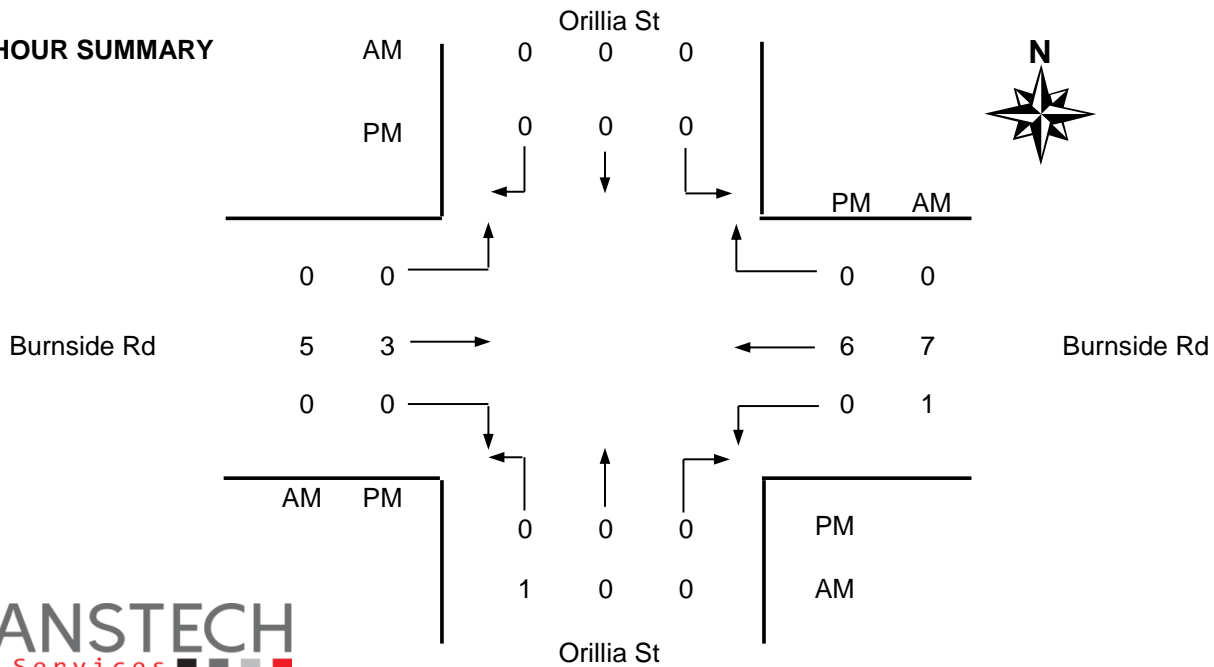 Orillia St
HOUR SUMMARY AM 0 0 0
N
PM 0 0 0
PM AM
0 0 0 0
Burnside Rd 5 3 6 7 Burnside Rd
0 0 0 1
AM PM
0 0 0 PM
1 0 0 AM
ANSTECH
Services
Orillia St